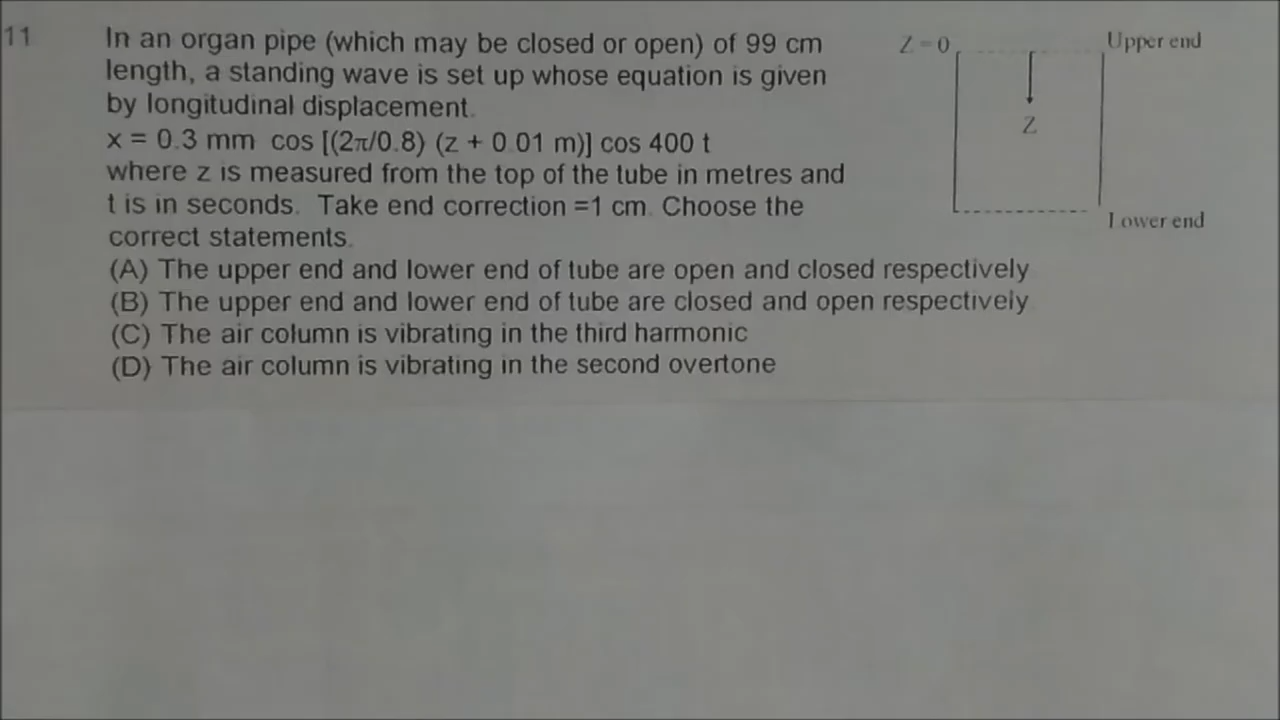 11
In an organ pipe (which may be closed or open) of 99 cm
length, a standing wave is set up whose equation is given
by longitudinal displacement.
x = 0.3 mm cos [(2π/0.8) (z + 0.01 m)] cos 400 t
where z is measured from the top of the tube in metres and
t is in seconds. Take end correction =1 cm. Choose the
correct statements.
(A) The upper end and lower end of tube are open and closed respectively
(B) The upper end and lower end of tube are closed and open respectively
(C) The air column is vibrating in the third harmonic
(D) The air column is vibrating in the second overtone
Z = 0
Upper end
Z
Lower end